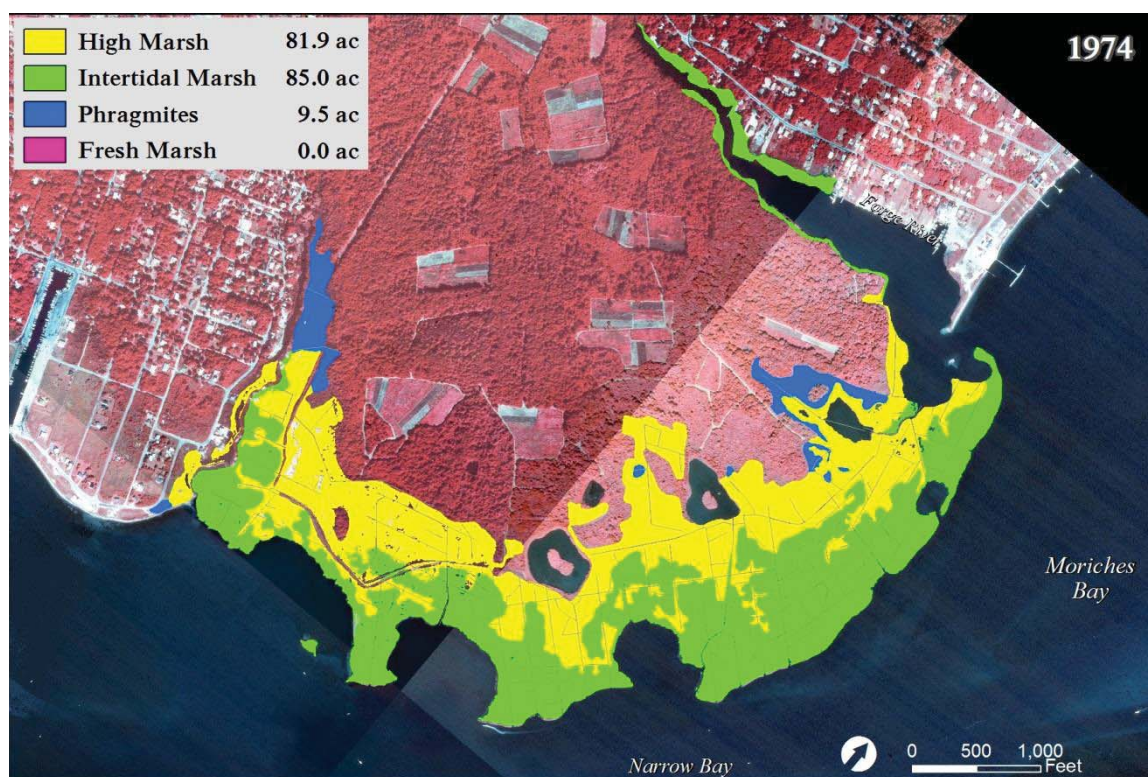 High Marsh 81.9 ac
Intertidal Marsh 85.0 ac
Phragmites 9.5 ac
Fresh Marsh 0.0 ac
1974
Forge River
Moriches
Bay
Narrow Bay
0 500 1,000
Feet